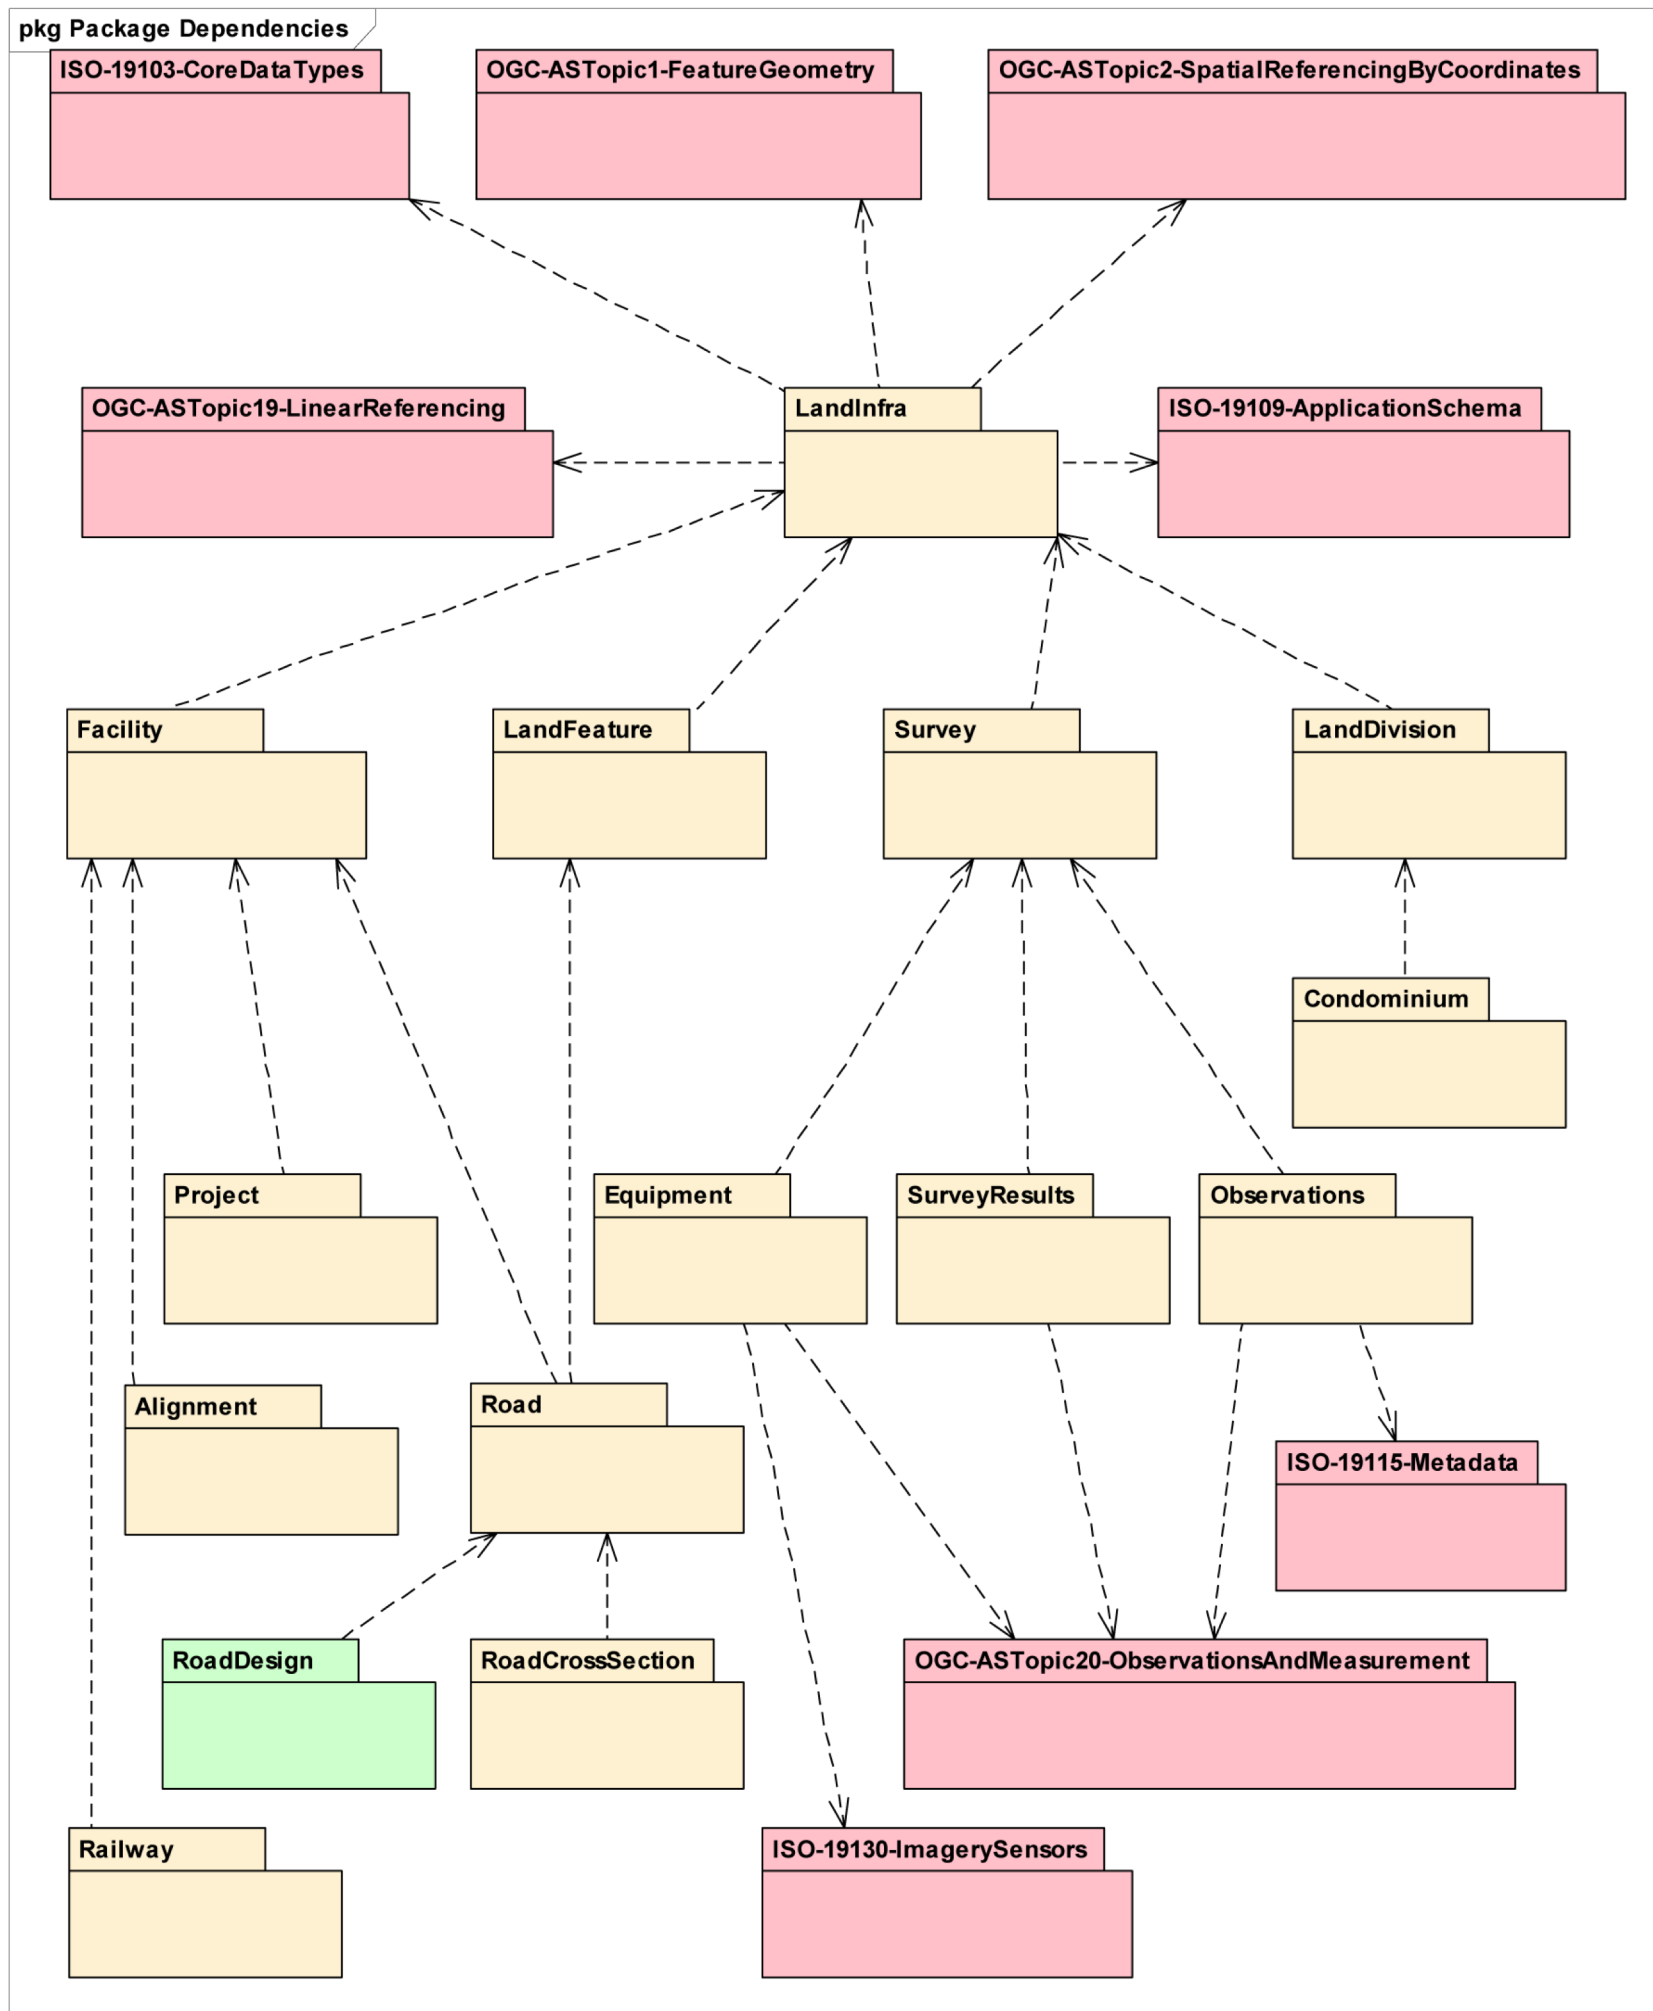 pkg Package Dependencies
ISO-19103-CoreDataTypes
OGC-ASTopic1-FeatureGeometry
OGC-ASTopic2-SpatialReferencingByCoordinates
OGC-ASTopic19-LinearReferencing
LandInfra
ISO-19109-ApplicationSchema
Facility
LandFeature
Survey
LandDivision
Condominium
Project
Equipment
SurveyResults
Observations
Alignment
Road
ISO-19115-Metadata
RoadDesign
RoadCrossSection
OGC-ASTopic20-ObservationsAndMeasurement
Railway
ISO-19130-ImagerySensors